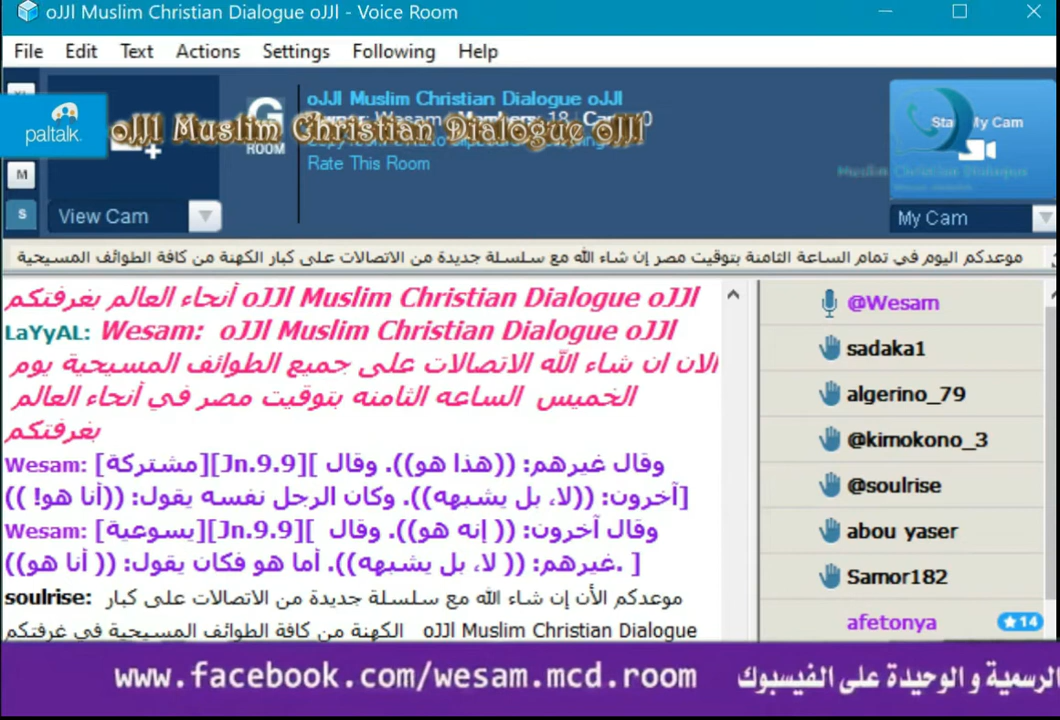 oJJl Muslim Christian Dialogue oJJl - Voice Room
File Edit Text Actions Settings Following Help
paltalk
oJJl Muslim Christian Dialogue oJJl
G
ROOM
oJJl Muslim Christian Dialogue oJJl
Rate This Room
My Cam
M
S
View Cam
My Cam
موعدكم اليوم في تمام الساعة الثامنة بتوقيت مصر إن شاء الله مع سلسلة جديدة من الاتصالات على كبار الكهنة من كافة الطوائف المسيحية
أنحاء العالم بغرفتكم oJJl Muslim Christian Dialogue oJJl
LaYyAL: Wesam: oJJl Muslim Christian Dialogue oJJl
الان ان شاء الله الاتصالات على جميع الطوائف المسيحية يوم
الخميس الساعه الثامنه بتوقيت مصر في أنحاء العالم
بغرفتكم
Wesam: [مشتركة][Jn.9.9][ وقال غيرهم: ((هذا هو)). وقال
آخرون: ((لا، بل يشبهه)). وكان الرجل نفسه يقول: ((أنا هو! ))]
Wesam: [يسوعية][Jn.9.9][ وقال آخرون: (( إنه هو)). وقال
غيرهم: (( لا، بل يشبهه)). أما هو فكان يقول: (( أنا هو)). ]
soulrise: موعدكم الأن إن شاء الله مع سلسلة جديدة من الاتصالات على كبار
الكهنة من كافة الطوائف المسيحية في غرفتكم oJJl Muslim Christian Dialogue
@Wesam
sadaka1
algerino_79
@kimokono_3
@soulrise
abou yaser
Samor182
afetonya 14
www.facebook.com/wesam.mcd.room الرسمية و الوحيدة على الفيسبوك